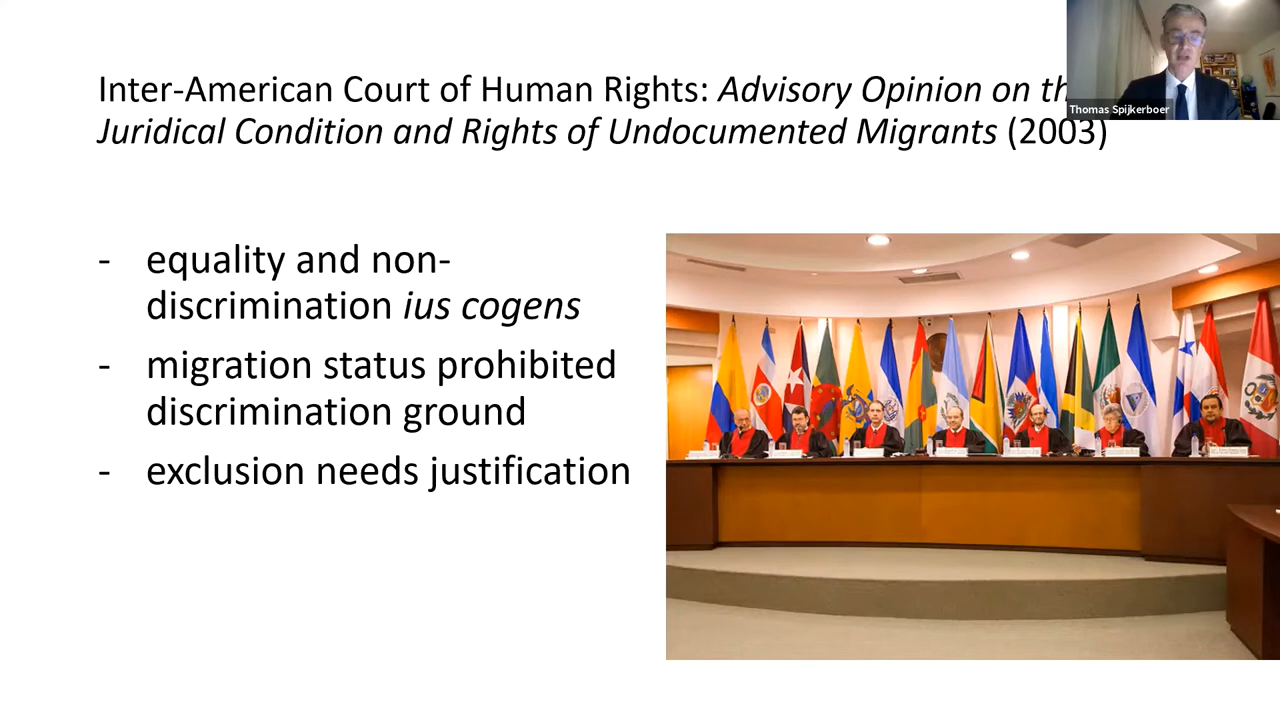 Inter-American Court of Human Rights: Advisory Opinion on th
Juridical Condition and Rights of Undocumented Migrants (2003)
Thomas Spijkerboer
- equality and non-
discrimination ius cogens
- migration status prohibited
discrimination ground
- exclusion needs justification